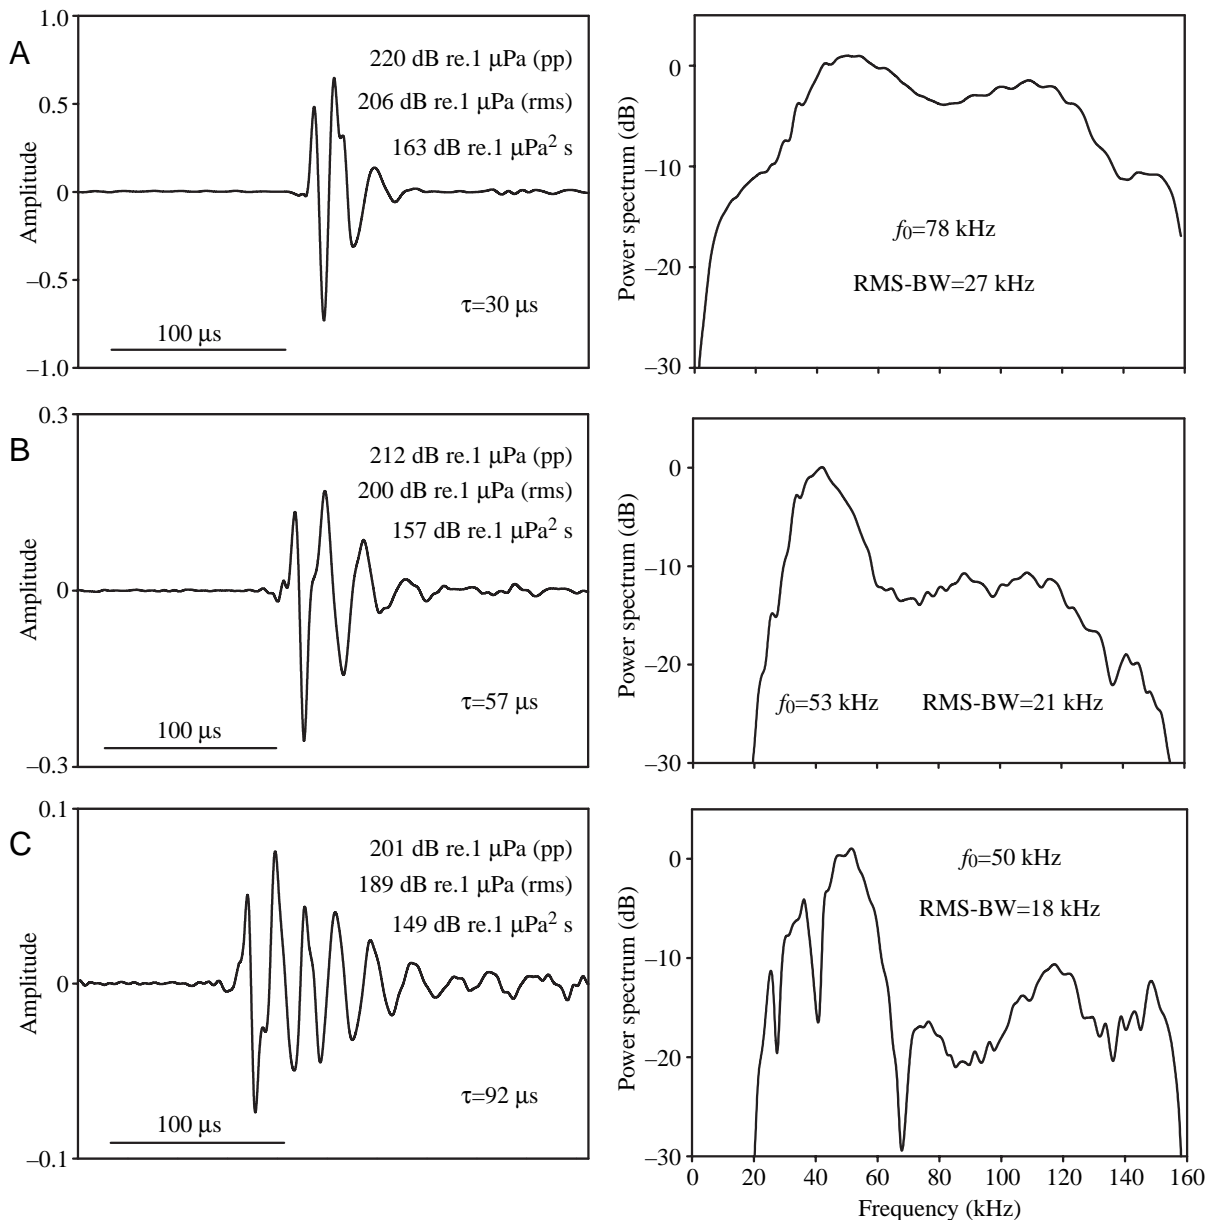 A
1.0
0.5
0
–0.5
–1.0
Amplitude
220 dB re.1 μPa (pp)
206 dB re.1 μPa (rms)
163 dB re.1 μPa² s
τ=30 μs
100 μs
0
–10
–20
–30
Power spectrum (dB)
f₀=78 kHz
RMS-BW=27 kHz
B
0.3
0
–0.3
Amplitude
212 dB re.1 μPa (pp)
200 dB re.1 μPa (rms)
157 dB re.1 μPa² s
τ=57 μs
100 μs
0
–10
–20
–30
Power spectrum (dB)
f₀=53 kHz RMS-BW=21 kHz
C
0.1
0
–0.1
Amplitude
201 dB re.1 μPa (pp)
189 dB re.1 μPa (rms)
149 dB re.1 μPa² s
τ=92 μs
100 μs
0
–10
–20
–30
Power spectrum (dB)
f₀=50 kHz
RMS-BW=18 kHz
0 20 40 60 80 100 120 140 160
Frequency (kHz)